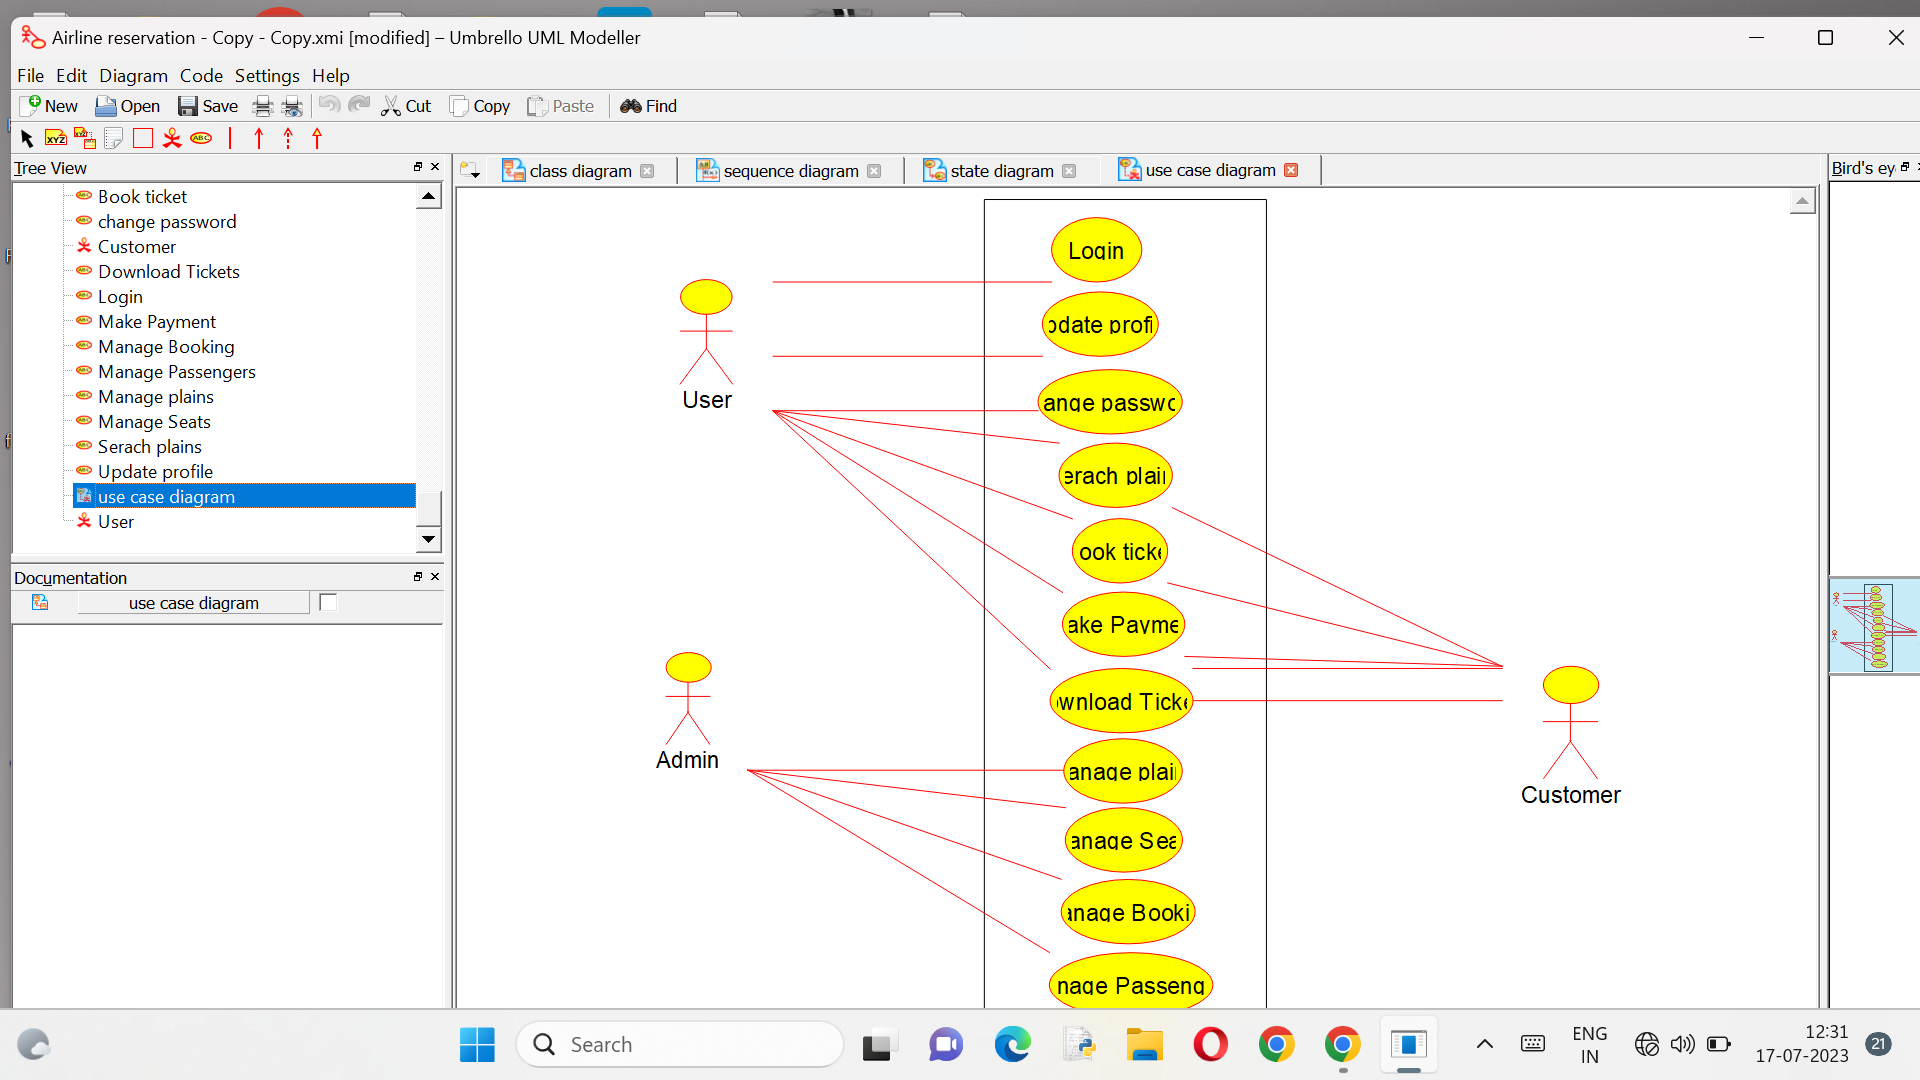 Airline reservation - Copy - Copy.xmi [modified] – Umbrello UML Modeller
File Edit Diagram Code Settings Help
New Open Save Cut Copy Paste Find
XYZ ABC
Tree View
Book ticket
change password
Customer
Download Tickets
Login
Make Payment
Manage Booking
Manage Passengers
Manage plains
Manage Seats
Serach plains
Update profile
use case diagram
User
Documentation
use case diagram
class diagram
sequence diagram
state diagram
use case diagram
Bird's ey
Login
pdate profi
ange passwo
erach plain
ook ticke
ake Payme
wnload Ticke
anage plai
anage Sea
anage Booki
nage Passeng
User
Admin
Customer
Search
ENG
IN
12:31
17-07-2023
21